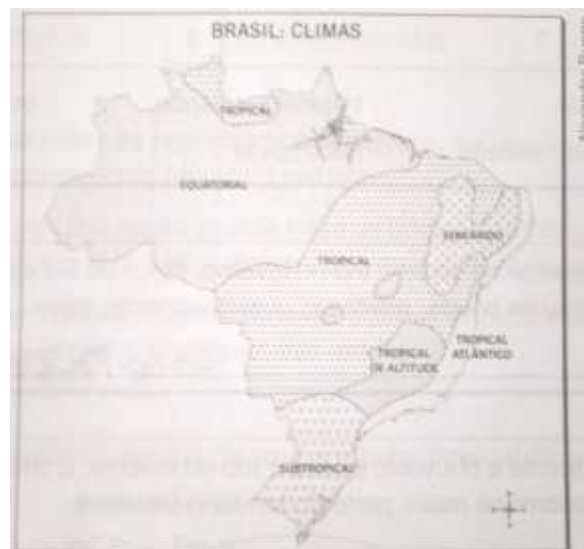 BRASIL: CLIMAS
TROPICAL
EQUATORIAL
SEMIÁRIDO
TROPICAL
TROPICAL
DE ALTITUDE
TROPICAL
ATLÂNTICO
SUBTROPICAL